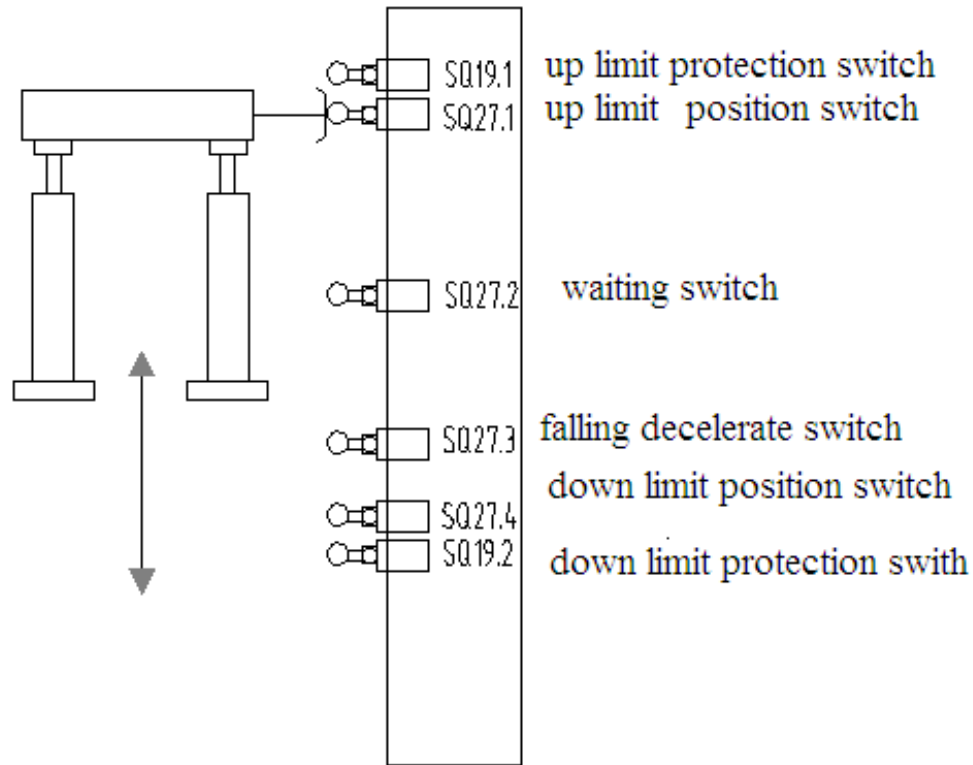 SQ19.1 up limit protection switch
SQ27.1 up limit position switch
SQ27.2 waiting switch
SQ27.3 falling decelerate switch
SQ27.4 down limit position switch
SQ19.2 down limit protection swith